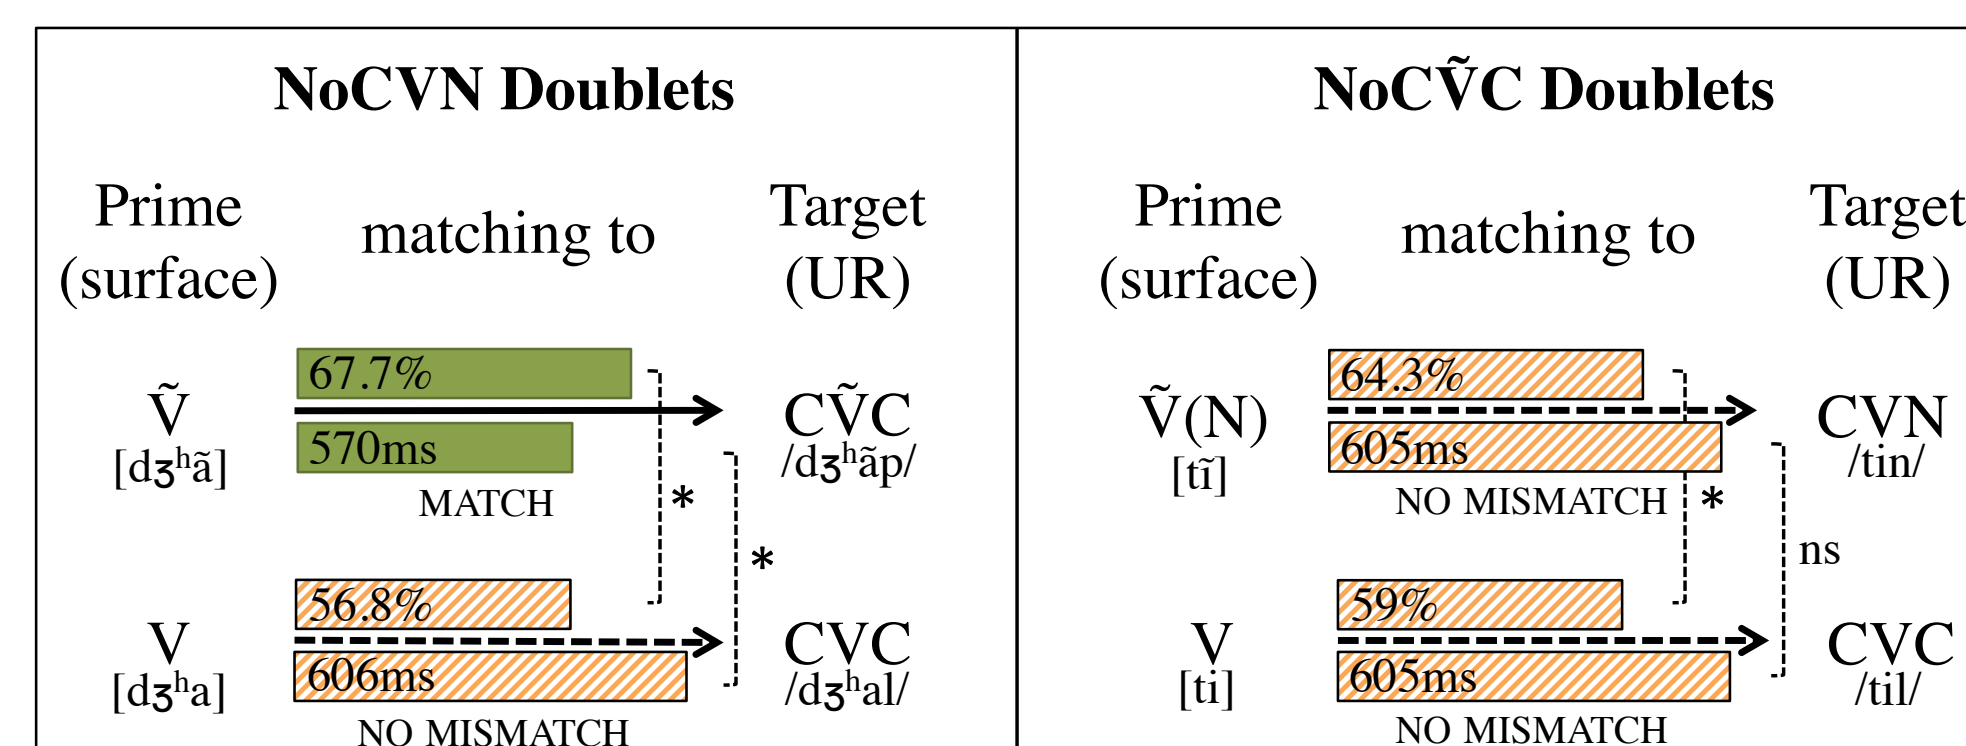 NoCVN Doublets
Prime
(surface)
matching to
Target
(UR)
Ṽ
[dʒʰã]
67.7%
570ms
MATCH
CṼC
/dʒʰãp/
*
*
V
[dʒʰa]
56.8%
606ms
NO MISMATCH
CVC
/dʒʰal/
NoCṼC Doublets
Prime
(surface)
matching to
Target
(UR)
Ṽ(N)
[tĩ]
64.3%
605ms
NO MISMATCH
CVN
/tin/
*
ns
V
[ti]
59%
605ms
NO MISMATCH
CVC
/til/